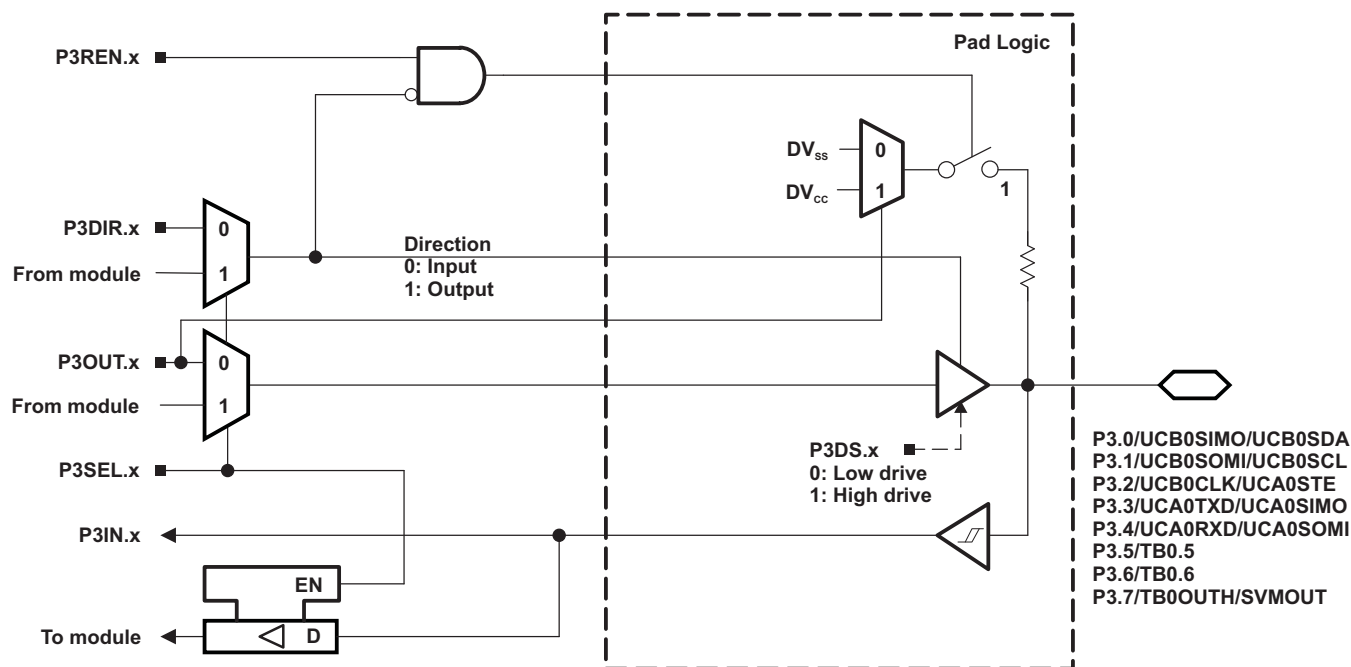 Pad Logic
P3REN.x
DVSS
0
DVCC
1
1
P3DIR.x
0
From module
1
Direction
0: Input
1: Output
P3OUT.x
0
From module
1
P3DS.x
0: Low drive
1: High drive
P3SEL.x
P3IN.x
EN
To module
D
P3.0/UCB0SIMO/UCB0SDA
P3.1/UCB0SOMI/UCB0SCL
P3.2/UCB0CLK/UCA0STE
P3.3/UCA0TXD/UCA0SIMO
P3.4/UCA0RXD/UCA0SOMI
P3.5/TB0.5
P3.6/TB0.6
P3.7/TB0OUTH/SVMOUT